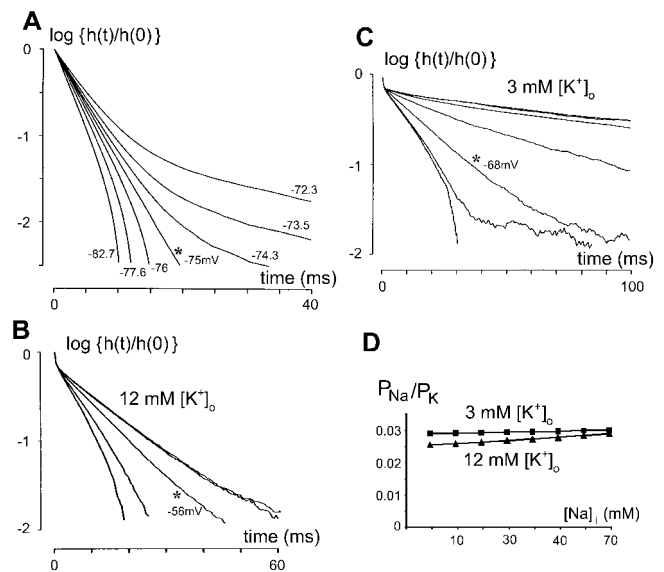 A
log {h(t)/h(0)}
0
-1
-2
-72.3
-73.5
-74.3
* -75mV
-76
-77.6
-82.7
time (ms)
0
40
B
log {h(t)/h(0)}
12 mM [K+]o
0
-1
-2
*
-56mV
time (ms)
0
60
C
log {h(t)/h(0)}
3 mM [K+]o
0
-1
-2
* -68mV
time (ms)
0
100
D
PNa/PK
3 mM [K+]o
12 mM [K+]o
0.03
0.02
0.01
0
[Na]i (mM)
10 30 30 40 50 70